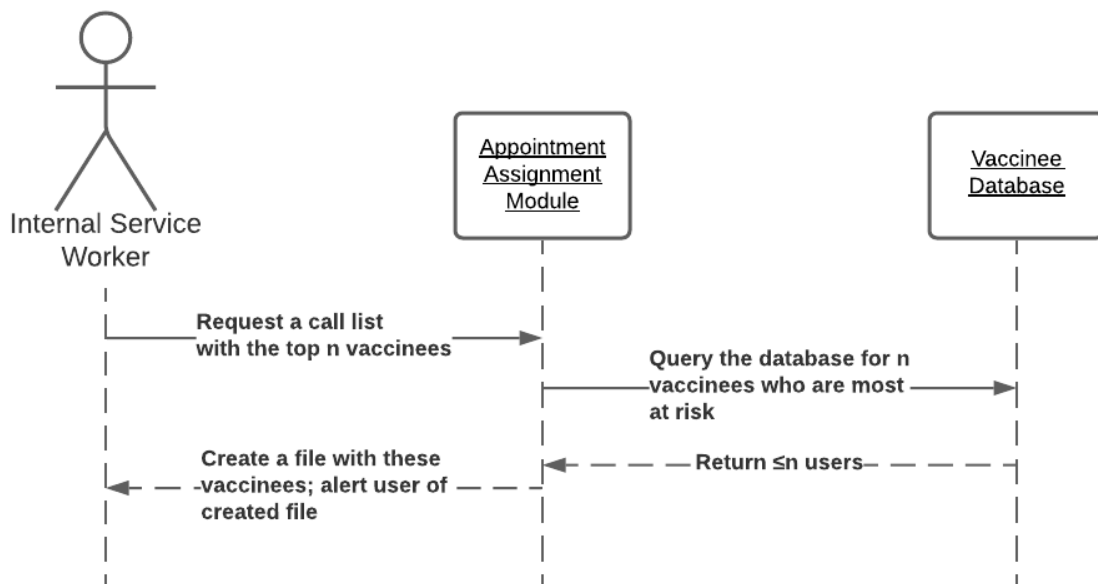 Appointment
Assignment
Module
Vaccinee
Database
Internal Service
Worker
Request a call list
with the top n vaccinees
Query the database for n
vaccinees who are most
at risk
Return ≤n users
Create a file with these
vaccinees; alert user of
created file